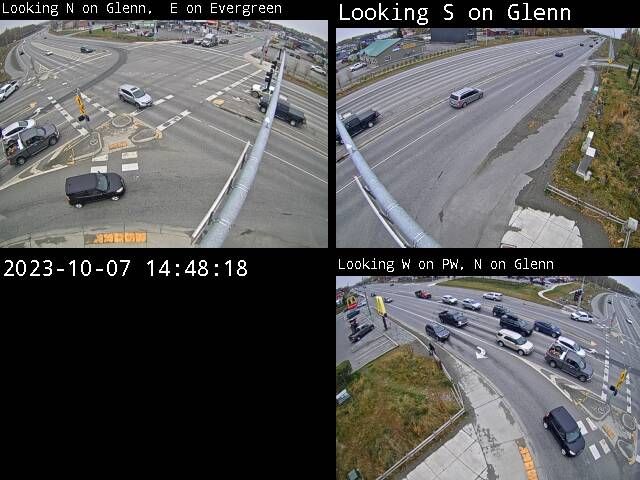 Looking N on Glenn,  E on Evergreen
Looking S on Glenn
2023-10-07 14:48:18
Looking W on PW, N on Glenn